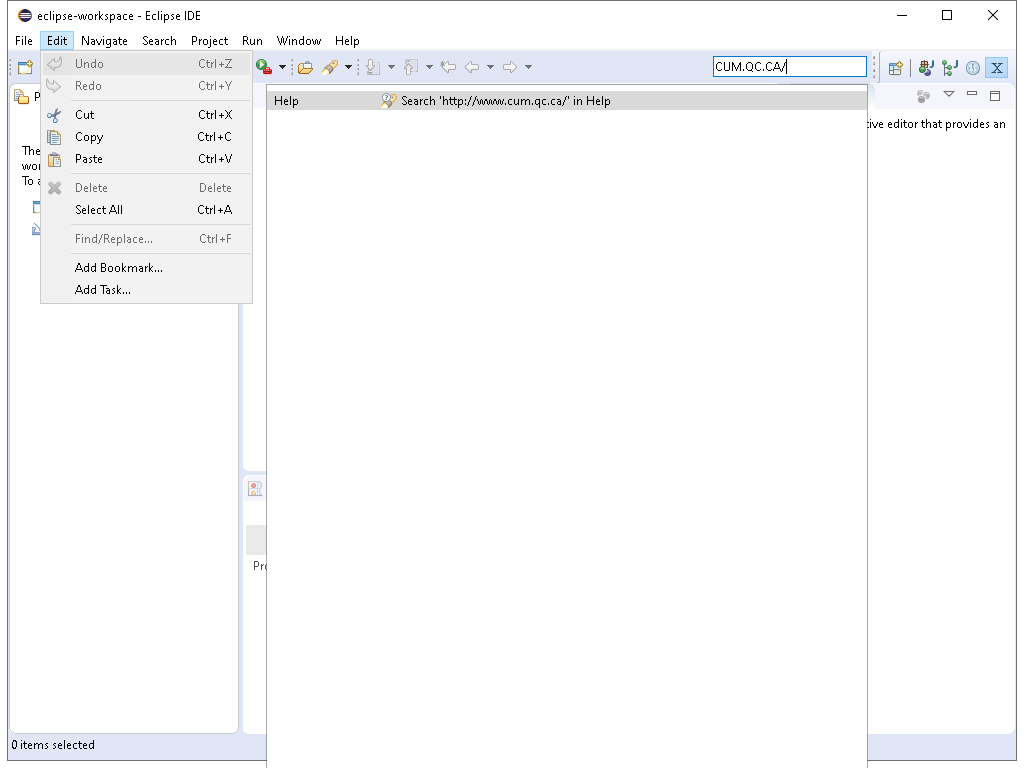 eclipse-workspace - Eclipse IDE
File Edit Navigate Search Project Run Window Help
Undo Ctrl+Z
Redo Ctrl+Y
Cut Ctrl+X
Copy Ctrl+C
Paste Ctrl+V
Delete Delete
Select All Ctrl+A
Find/Replace... Ctrl+F
Add Bookmark...
Add Task...
CUM.QC.CA/
X
Help Search 'http://www.cum.qc.ca/' in Help
tive editor that provides an
P
The
wor
To a
Pro
0 items selected